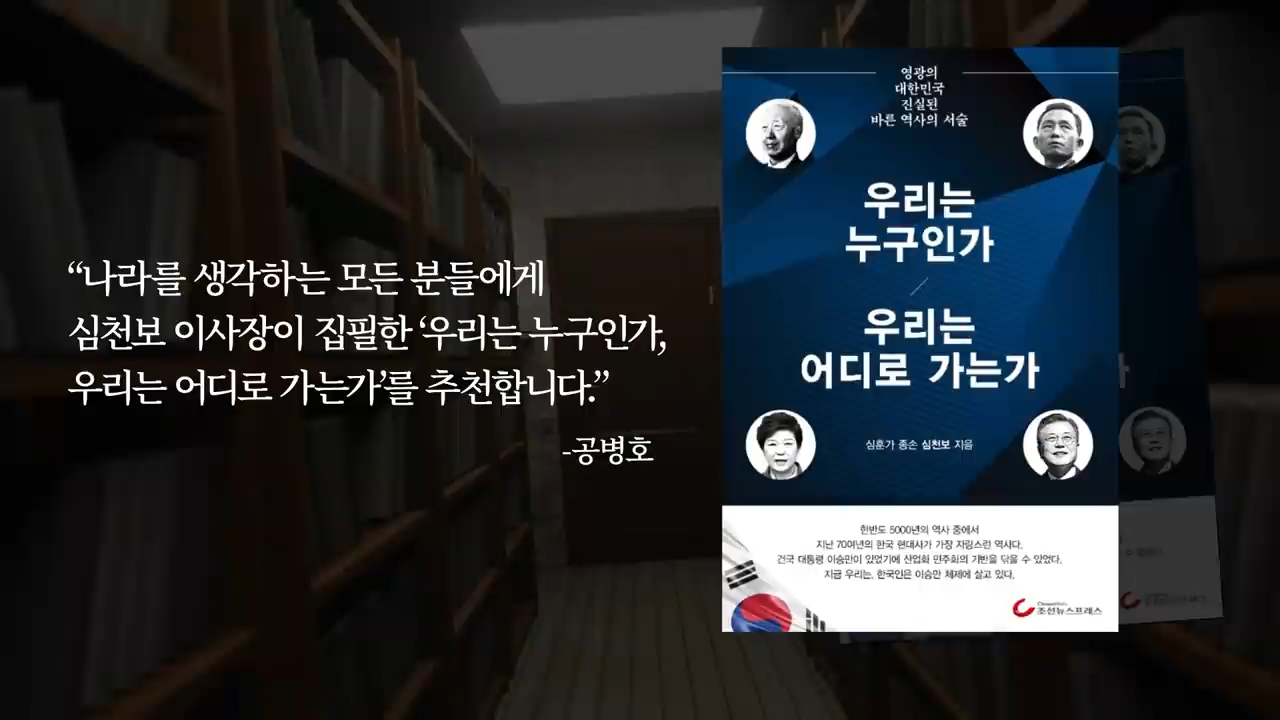 “나라를 생각하는 모든 분들에게
심천보 이사장이 집필한 ‘우리는 누구인가,
우리는 어디로 가는가’를 추천합니다.”
-공병호
영광의
대한민국
진실된
바른 역사의 서술
우리는
누구인가
우리는
어디로 가는가
심훈가 종손 심천보 지음
한반도 5000년의 역사 중에서
지난 70여년의 한국 현대사가 가장 자랑스런 역사다.
건국 대통령 이승만이 있었기에 산업화 민주화의 기반을 닦을 수 있었다.
지금 우리는, 한국인은 이승만 체제에 살고 있다.
조선뉴스프레스